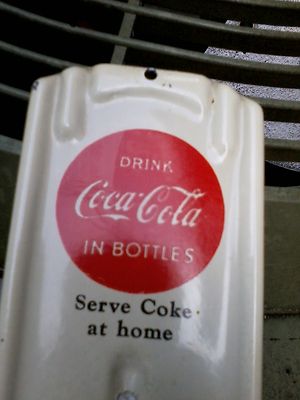 DRINK
Coca-Cola
IN BOTTLES
Serve Coke
at home